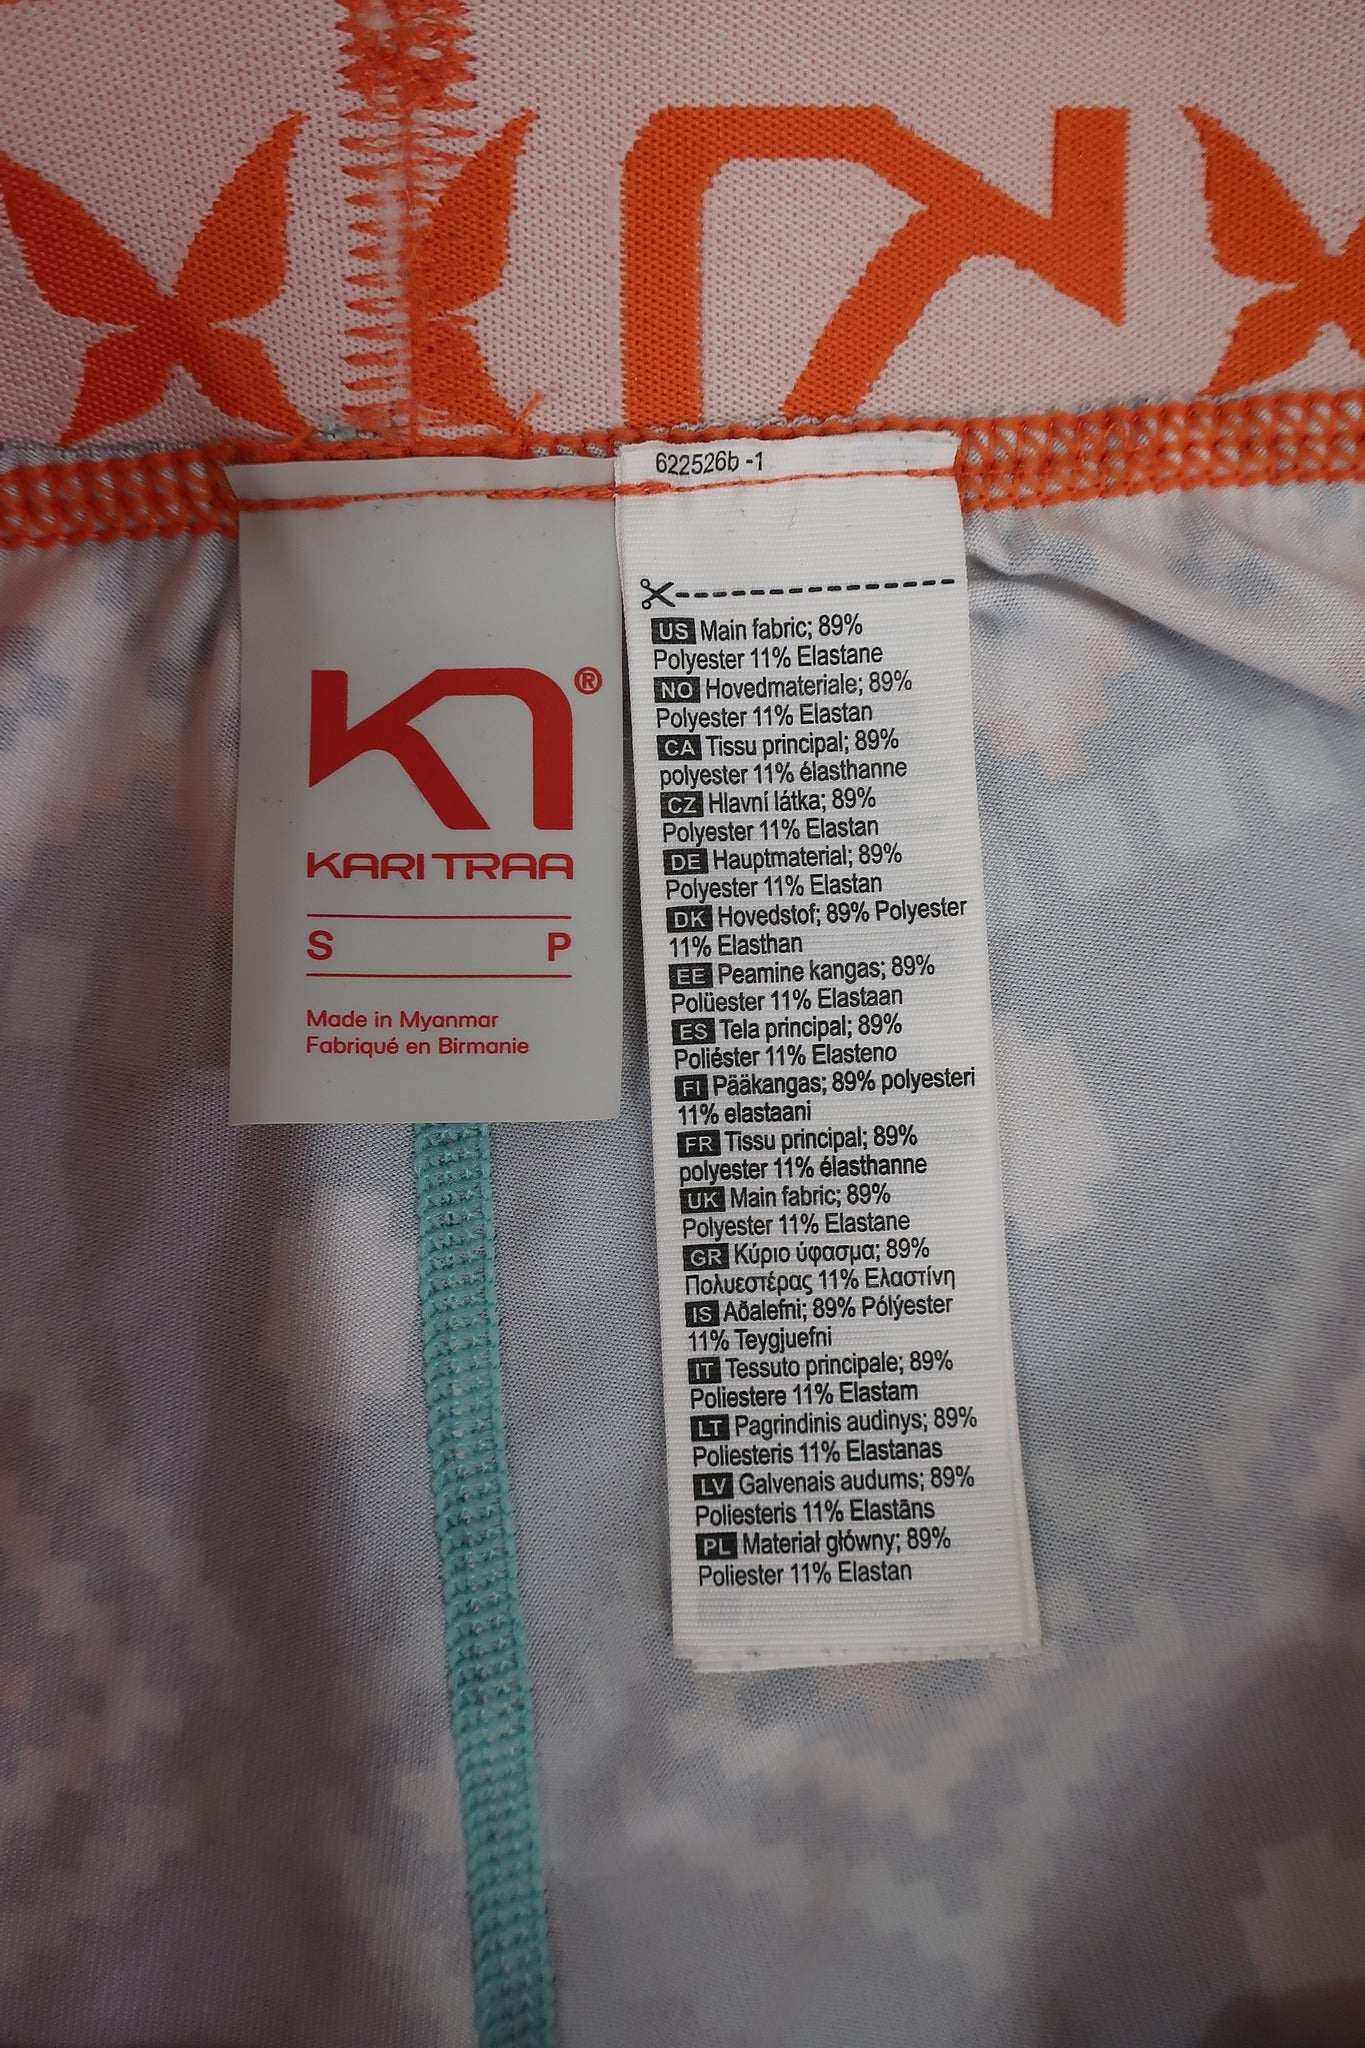 KARI TRAA
®
S P
Made in Myanmar
Fabriqué en Birmanie
622526b -1
US Main fabric; 89%
Polyester 11% Elastane
NO Hovedmateriale; 89%
Polyester 11% Elastan
CA Tissu principal; 89%
polyester 11% élasthanne
CZ Hlavní látka; 89%
Polyester 11% Elastan
DE Hauptmaterial; 89%
Polyester 11% Elastan
DK Hovedstof; 89% Polyester
11% Elasthan
EE Peamine kangas; 89%
Polüester 11% Elastaan
ES Tela principal; 89%
Poliéster 11% Elasteno
FI Pääkangas; 89% polyesteri
11% elastaani
FR Tissu principal; 89%
polyester 11% élasthanne
UK Main fabric; 89%
Polyester 11% Elastane
GR Κύριο ύφασμα; 89%
Πολυεστέρας 11% Ελαστίνη
IS Aðalefni; 89% Pólýester
11% Teygjuefni
IT Tessuto principale; 89%
Poliestere 11% Elastam
LT Pagrindinis audinys; 89%
Poliesteris 11% Elastanas
LV Galvenais audums; 89%
Poliesteris 11% Elastāns
PL Materiał główny; 89%
Poliester 11% Elastan